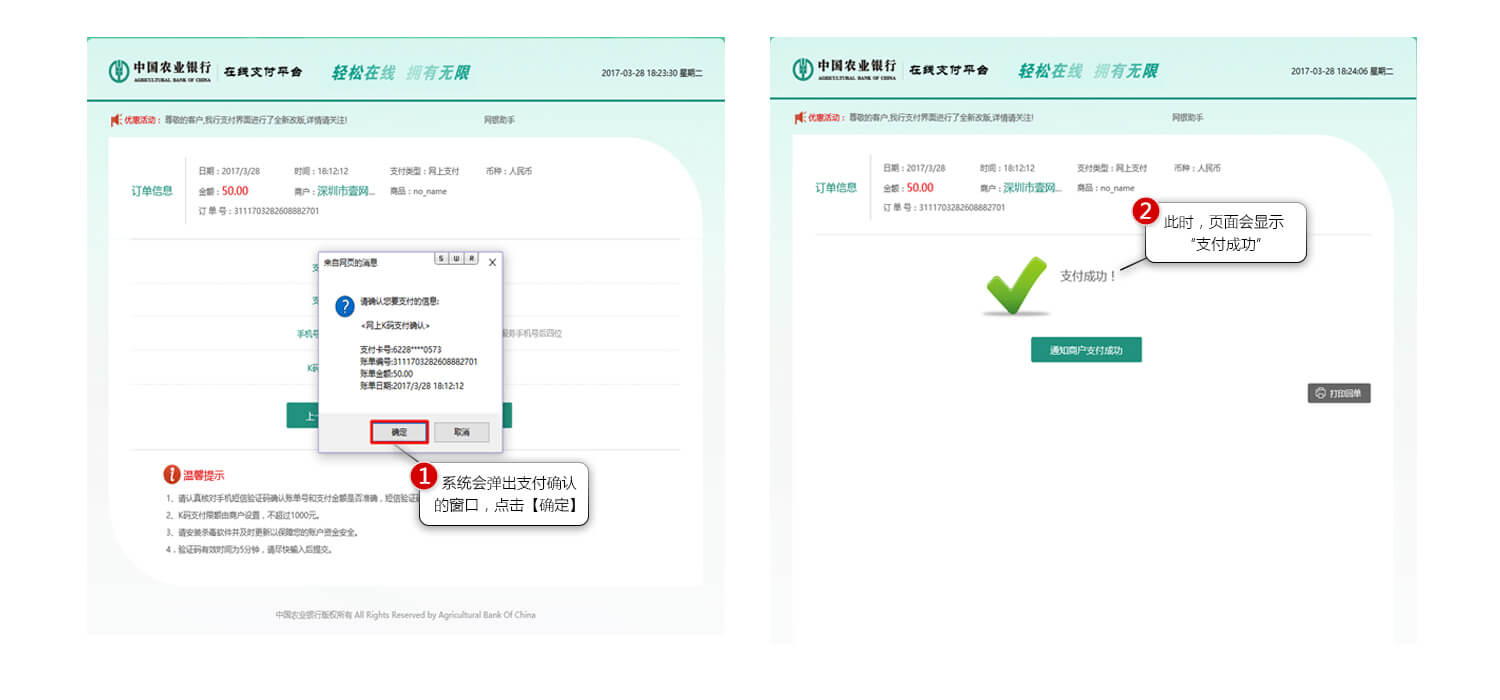 中国农业银行
AGRICULTURAL BANK OF CHINA
在线支付平台
轻松在线 拥有无限
2017-03-28 18:23:30 星期二
优惠活动：尊敬的客户,我行支付界面进行了全新改版,详情请关注!
网银助手
订单信息
日期：2017/3/28 时间：18:12:12 支付类型：网上支付 币种：人民币
金额：50.00 商户：深圳市壹网... 商品：no_name
订 单 号：3111703282608882701
支
支
手机号
服务手机号后四位
K码
上一
来自网页的消息
S W R
X
?
请确认您要支付的信息:
<网上K码支付确认>
支付卡号:6228****0573
账单编号:3111703282608882701
账单金额:50.00
账单日期:2017/3/28 18:12:12
确定 取消
1
系统会弹出支付确认
的窗口，点击【确定】
i 温馨提示
1、请认真核对手机短信验证码确认账单号和支付金额是否准确，短信验证
2、K码支付限额由商户设置，不超过1000元。
3、请安装杀毒软件并及时更新以保障您的账户资金安全。
4 . 验证码有效时间为5分钟，请尽快输入后提交。
中国农业银行版权所有 All Rights Reserved by Agricultural Bank Of China
中国农业银行
AGRICULTURAL BANK OF CHINA
在线支付平台
轻松在线 拥有无限
2017-03-28 18:24:06 星期二
优惠活动：尊敬的客户,我行支付界面进行了全新改版,详情请关注!
网银助手
订单信息
日期：2017/3/28 时间：18:12:12 支付类型：网上支付 币种：人民币
金额：50.00 商户：深圳市壹网... 商品：no_name
订 单 号：3111703282608882701
2
此时，页面会显示
“支付成功”
支付成功！
通知商户支付成功
打印回单